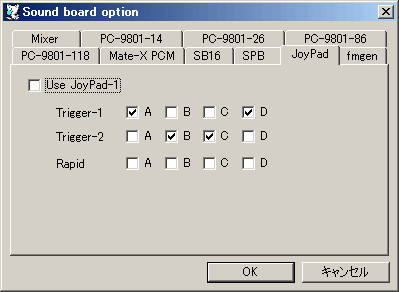 Sound board option
Mixer PC-9801-14 PC-9801-26 PC-9801-86
PC-9801-118 Mate-X PCM SB16 SPB JoyPad fmgen
Use JoyPad-1
Trigger-1 A B C D
Trigger-2 A B C D
Rapid A B C D
OK キャンセル